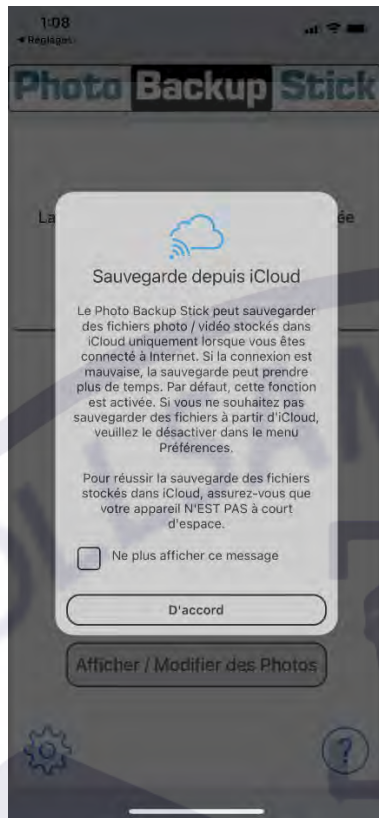 1:08
◀ Réglages
Photo Backup Stick
La
ée
Sauvegarde depuis iCloud
Le Photo Backup Stick peut sauvegarder
des fichiers photo / vidéo stockés dans
iCloud uniquement lorsque vous êtes
connecté à Internet. Si la connexion est
mauvaise, la sauvegarde peut prendre
plus de temps. Par défaut, cette fonction
est activée. Si vous ne souhaitez pas
sauvegarder des fichiers à partir d'iCloud,
veuillez le désactiver dans le menu
Préférences.
Pour réussir la sauvegarde des fichiers
stockés dans iCloud, assurez-vous que
votre appareil N'EST PAS à court
d'espace.
Ne plus afficher ce message
D'accord
Afficher / Modifier des Photos
?